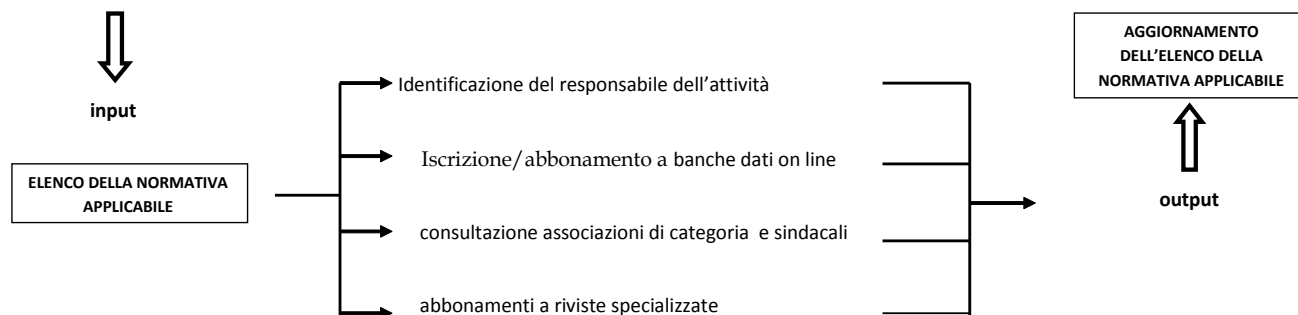 input
ELENCO DELLA NORMATIVA
APPLICABILE
Identificazione del responsabile dell’attività
Iscrizione/abbonamento a banche dati on line
consultazione associazioni di categoria e sindacali
abbonamenti a riviste specializzate
AGGIORNAMENTO
DELL’ELENCO DELLA
NORMATIVA APPLICABILE
output